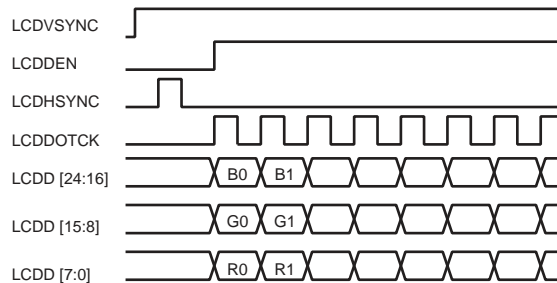 LCDVSYNC
LCDDEN
LCDHSYNC
LCDDOTCK
LCDD [24:16] B0 B1
LCDD [15:8] G0 G1
LCDD [7:0] R0 R1